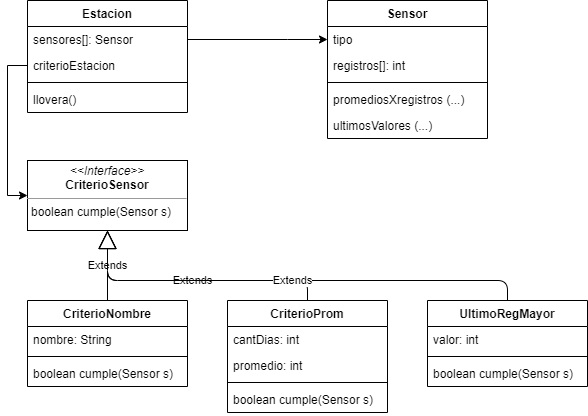 Estacion
sensores[]: Sensor
criterioEstacion
llovera()
Sensor
tipo
registros[]: int
promediosXregistros (...)
ultimosValores (...)
<<Interface>>
CriterioSensor
boolean cumple(Sensor s)
Extends
Extends
Extends
CriterioNombre
nombre: String
boolean cumple(Sensor s)
CriterioProm
cantDias: int
promedio: int
boolean cumple(Sensor s)
UltimoRegMayor
valor: int
boolean cumple(Sensor s)